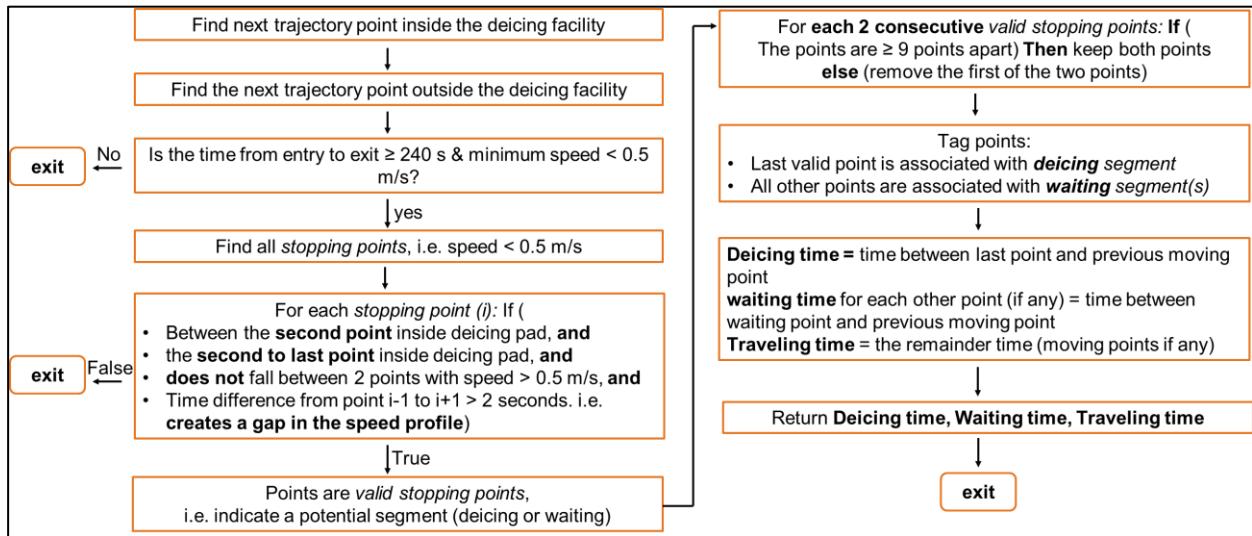 Find next trajectory point inside the deicing facility
Find the next trajectory point outside the deicing facility
Is the time from entry to exit ≥ 240 s & minimum speed < 0.5
m/s?
No
exit
yes
Find all stopping points, i.e. speed < 0.5 m/s
For each stopping point (i): If (
• Between the second point inside deicing pad, and
• the second to last point inside deicing pad, and
• does not fall between 2 points with speed > 0.5 m/s, and
• Time difference from point i-1 to i+1 > 2 seconds. i.e.
creates a gap in the speed profile)
False
exit
True
Points are valid stopping points,
i.e. indicate a potential segment (deicing or waiting)
For each 2 consecutive valid stopping points: If (
The points are ≥ 9 points apart) Then keep both points
else (remove the first of the two points)
Tag points:
• Last valid point is associated with deicing segment
• All other points are associated with waiting segment(s)
Deicing time = time between last point and previous moving
point
waiting time for each other point (if any) = time between
waiting point and previous moving point
Traveling time = the remainder time (moving points if any)
Return Deicing time, Waiting time, Traveling time
exit